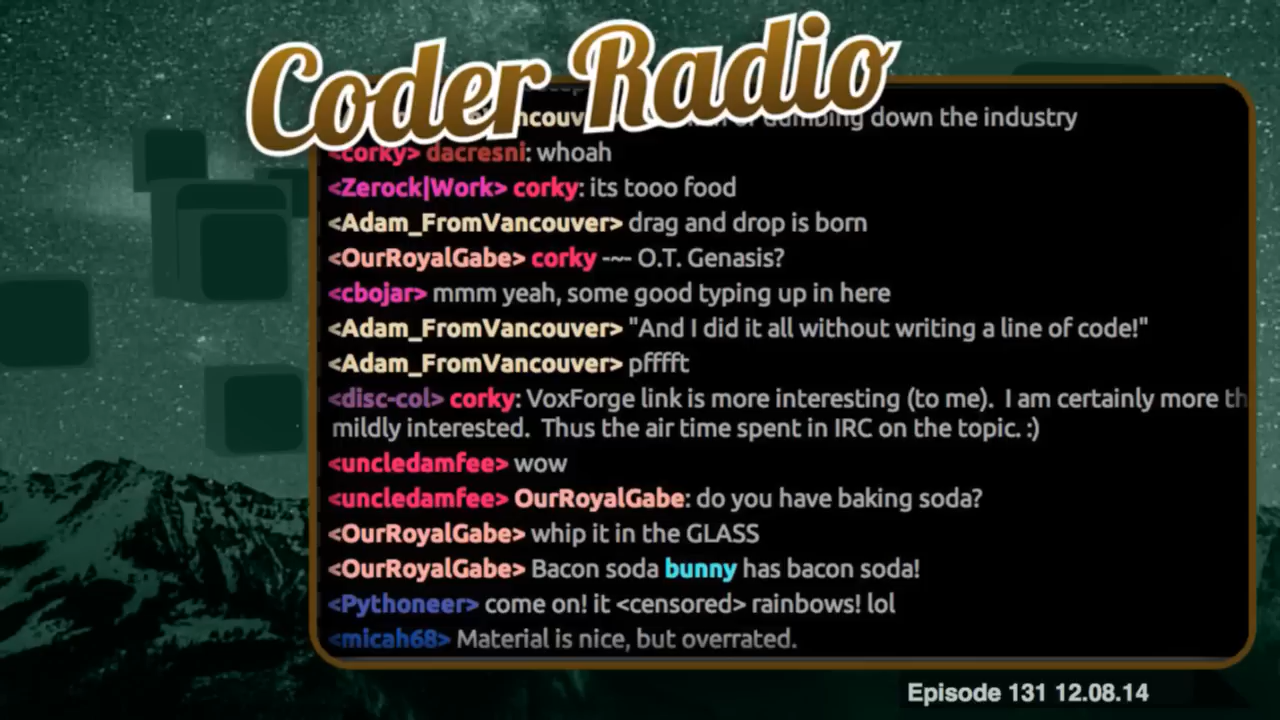 Coder Radio
dumbing down the industry
<corky> dacresni: whoah
<Zerock|Work> corky: its tooo food
<Adam_FromVancouver> drag and drop is born
<OurRoyalGabe> corky -~- O.T. Genasis?
<cbojar> mmm yeah, some good typing up in here
<Adam_FromVancouver> "And I did it all without writing a line of code!"
<Adam_FromVancouver> pfffft
<disc-col> corky: VoxForge link is more interesting (to me). I am certainly more th
mildly interested. Thus the air time spent in IRC on the topic. :)
<uncledamfee> wow
<uncledamfee> OurRoyalGabe: do you have baking soda?
<OurRoyalGabe> whip it in the GLASS
<OurRoyalGabe> Bacon soda bunny has bacon soda!
<Pythoneer> come on! it <censored> rainbows! lol
<micah68> Material is nice, but overrated.
Episode 131 12.08.14